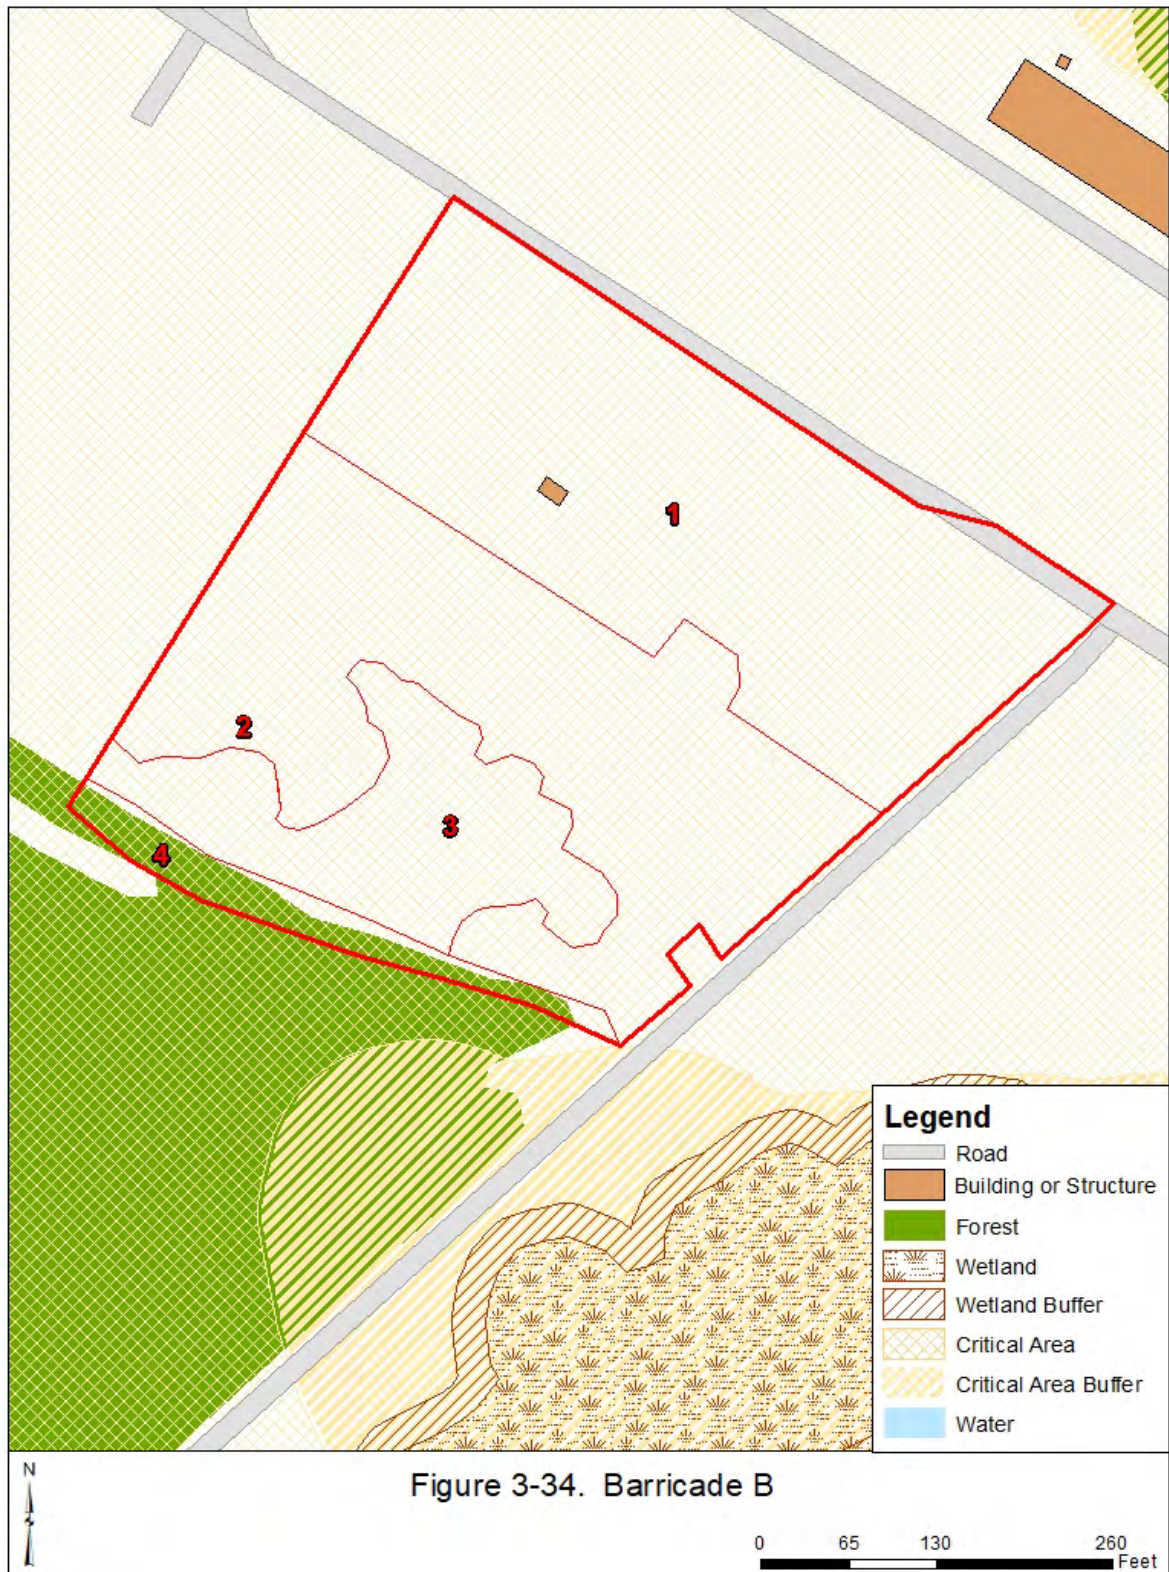 1
2
3
4
Legend
Road
Building or Structure
Forest
Wetland
Wetland Buffer
Critical Area
Critical Area Buffer
Water
N
Figure 3-34. Barricade B
0 65 130 260
Feet